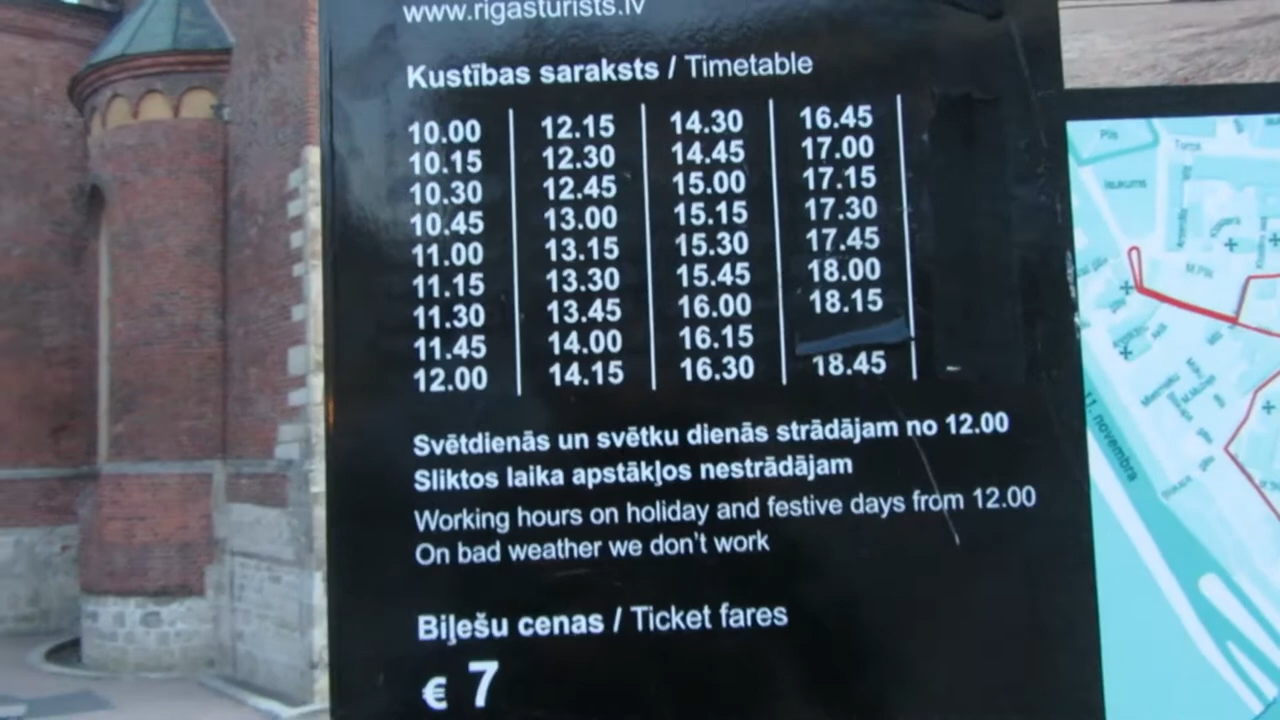 www.rigasturists.lv
Kustības saraksts / Timetable
10.00 12.15 14.30 16.45
10.15 12.30 14.45 17.00
10.30 12.45 15.00 17.15
10.45 13.00 15.15 17.30
11.00 13.15 15.30 17.45
11.15 13.30 15.45 18.00
11.30 13.45 16.00 18.15
11.45 14.00 16.15
12.00 14.15 16.30 18.45
Svētdienās un svētku dienās strādājam no 12.00
Sliktos laika apstākļos nestrādājam
Working hours on holiday and festive days from 12.00
On bad weather we don't work
Biļešu cenas / Ticket fares
€ 7
11. novembra